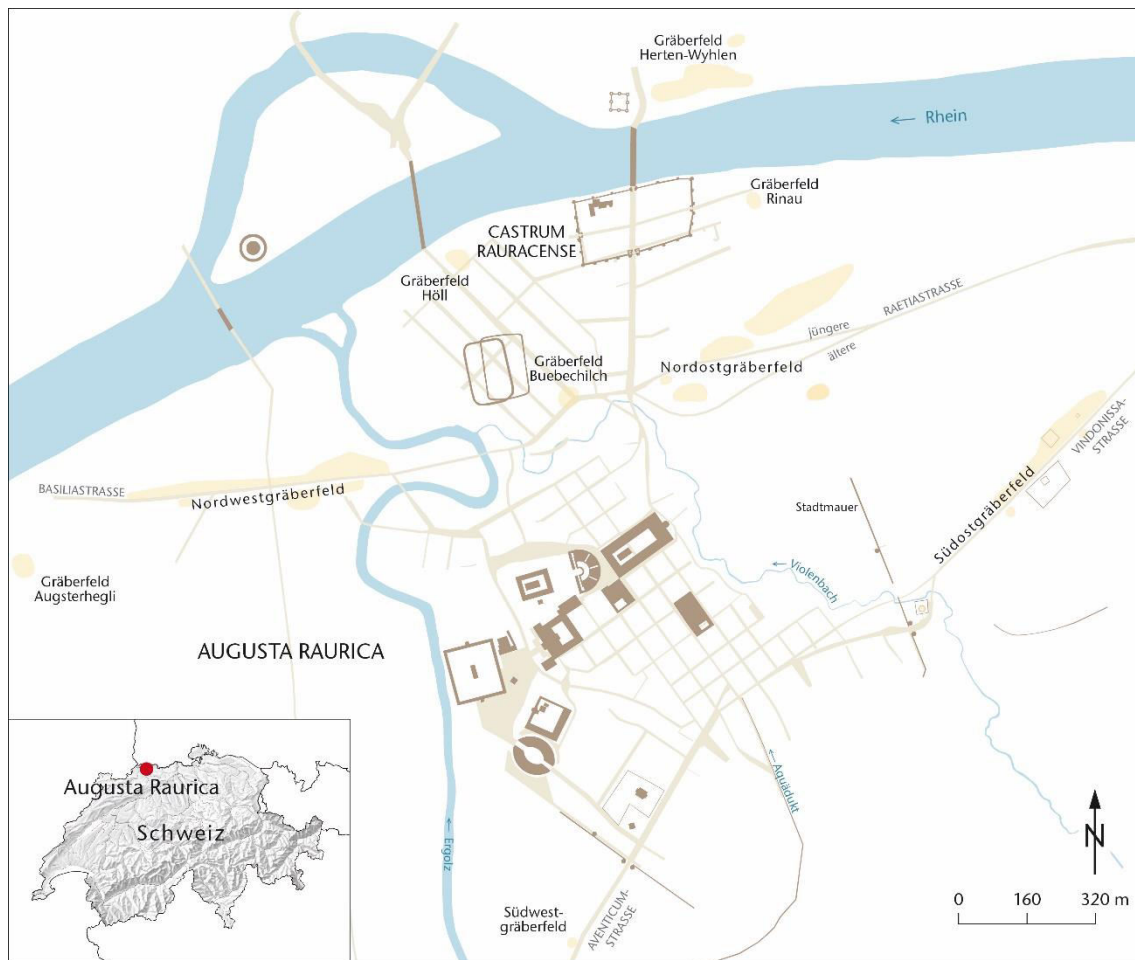 Gräberfeld
Herten-Wyhlen
← Rhein
Gräberfeld
Rinau
CASTRUM
RAURACENSE
Gräberfeld
Höll
RAETIASTRASSE
jüngere
ältere
Gräberfeld
Buebechilch
Nordostgräberfeld
VINDONISSA-
STRASSE
BASILIASTRASSE
Nordwestgräberfeld
Stadtmauer
Südostgräberfeld
Gräberfeld
Augsterhegli
← Violenbach
AUGUSTA RAURICA
← Aquädukt
← Ergolz
Augusta Raurica
Schweiz
N
0 160 320 m
Südwest-
gräberfeld
AVENTICUM-
STRASSE